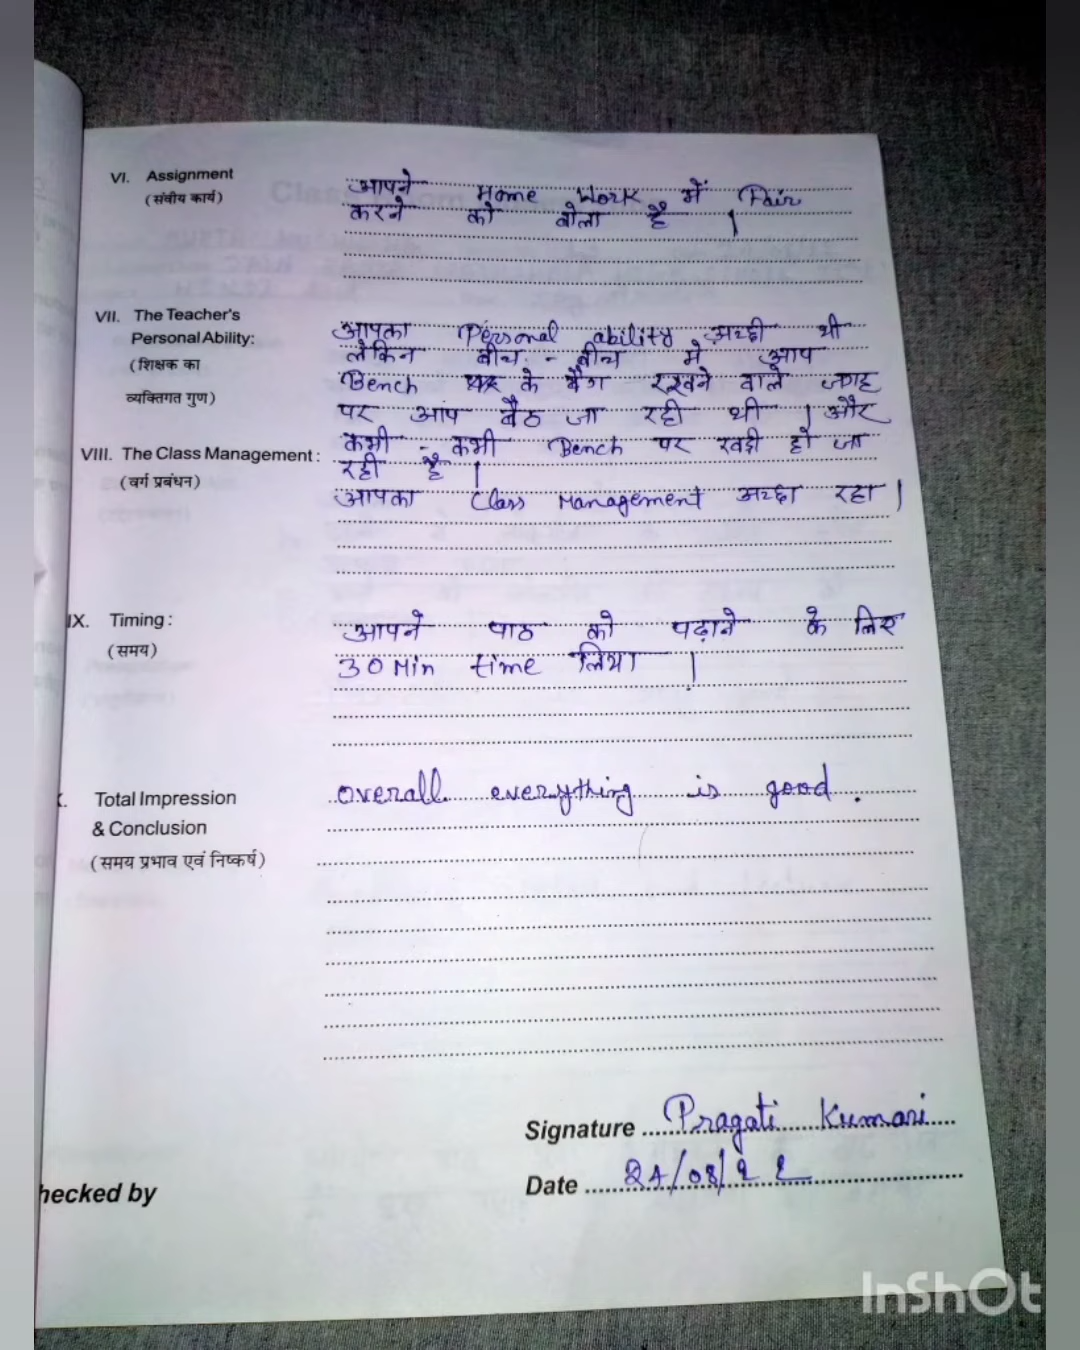 VI. Assignment
(संत्रीय कार्य)
आपने Home Work में Fair
करने को बोला है |
VII. The Teacher's
Personal Ability:
(शिक्षक का
व्यक्तिगत गुण)
आपका Personal ability अच्छी थी
लेकिन बीच - बीच में आप
Bench के बैग रखने वाले जगह
पर आप बैठ जा रही थी | और
कभी - कभी Bench पर खड़ी हो जा
रही है |
VIII. The Class Management :
(वर्ग प्रबंधन)
आपका Class Management अच्छा रहा |
IX. Timing :
(समय)
आपने पाठ को पढ़ाने के लिए
30 Min time लिया |
Total Impression
& Conclusion
(समय प्रभाव एवं निष्कर्ष)
overall everything is good.
Signature Pragati Kumari
Date 24/08/22
hecked by
InShOt